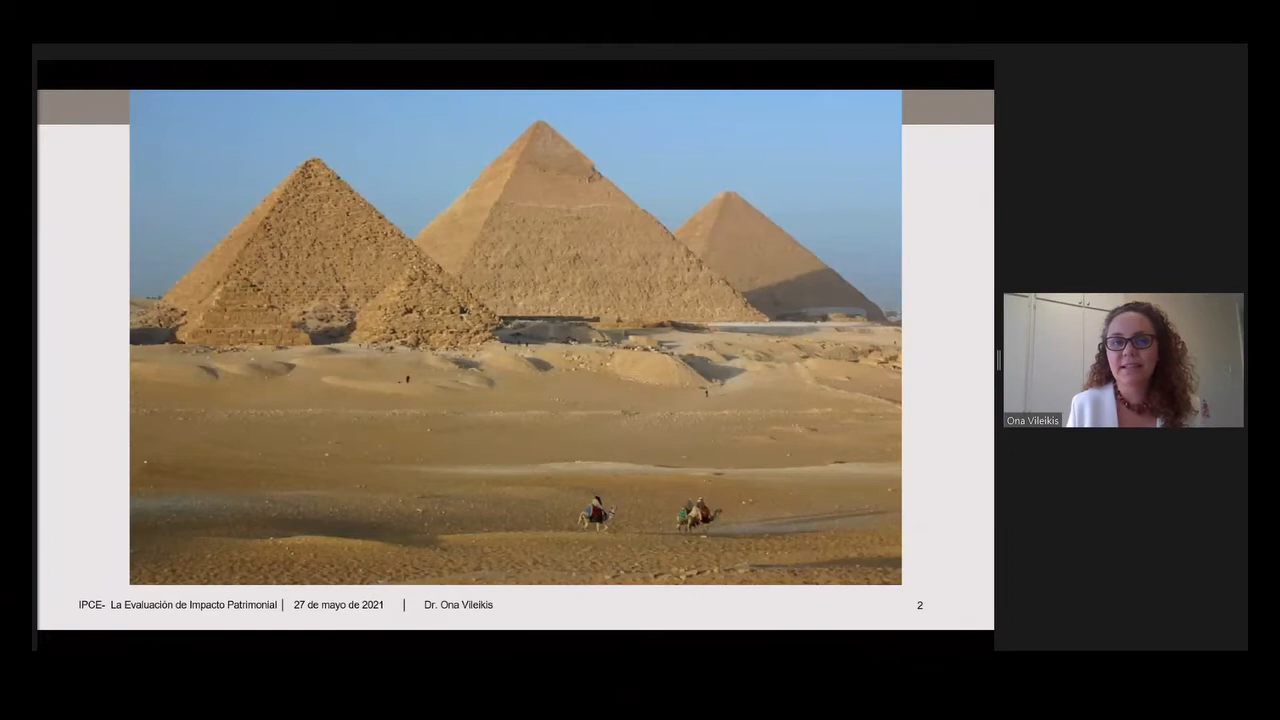 Ona Vileikis
IPCE- La Evaluación de Impacto Patrimonial | 27 de mayo de 2021 | Dr. Ona Vileikis 2